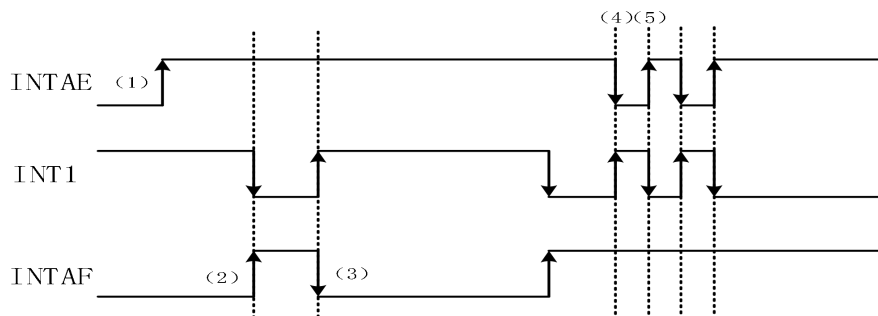 (4)(5)
INTAE (1)
INT1
INTAF (2) (3)